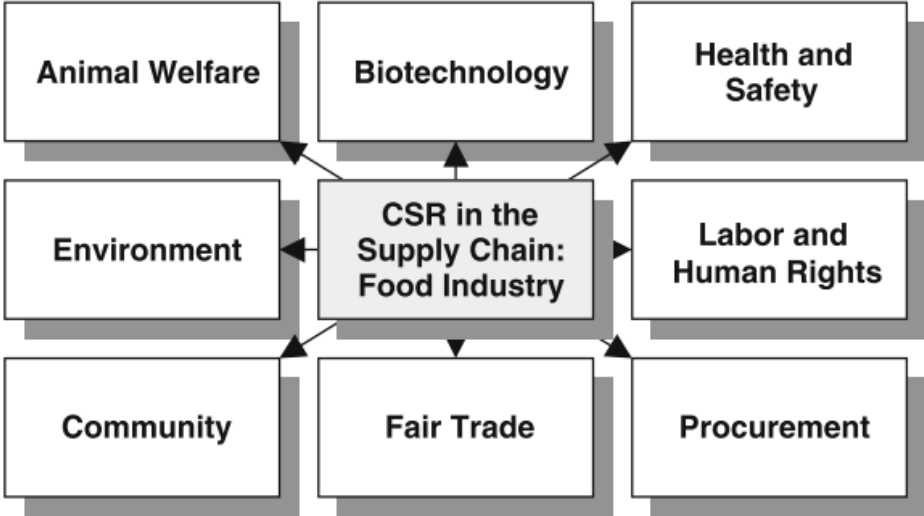 Animal Welfare
Biotechnology
Health and
Safety
Environment
CSR in the
Supply Chain:
Food Industry
Labor and
Human Rights
Community
Fair Trade
Procurement